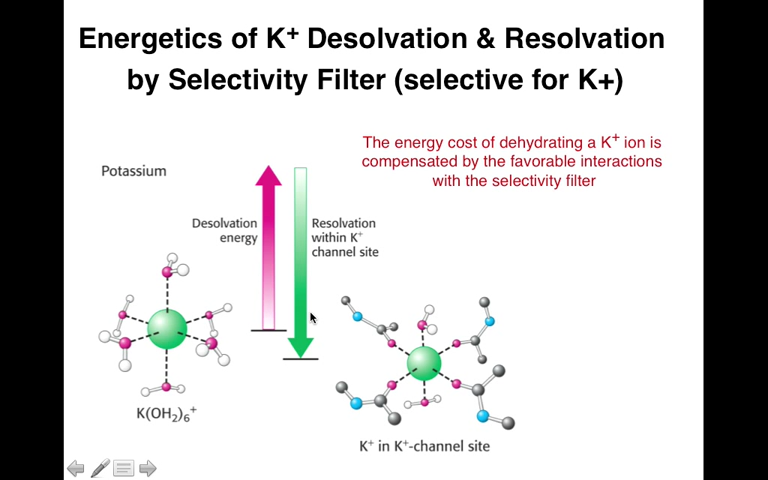 Energetics of K⁺ Desolvation & Resolvation
by Selectivity Filter (selective for K+)
The energy cost of dehydrating a K⁺ ion is
compensated by the favorable interactions
with the selectivity filter
Potassium
Desolvation
energy
Resolvation
within K⁺
channel site
K(OH₂)₆⁺
K⁺ in K⁺-channel site